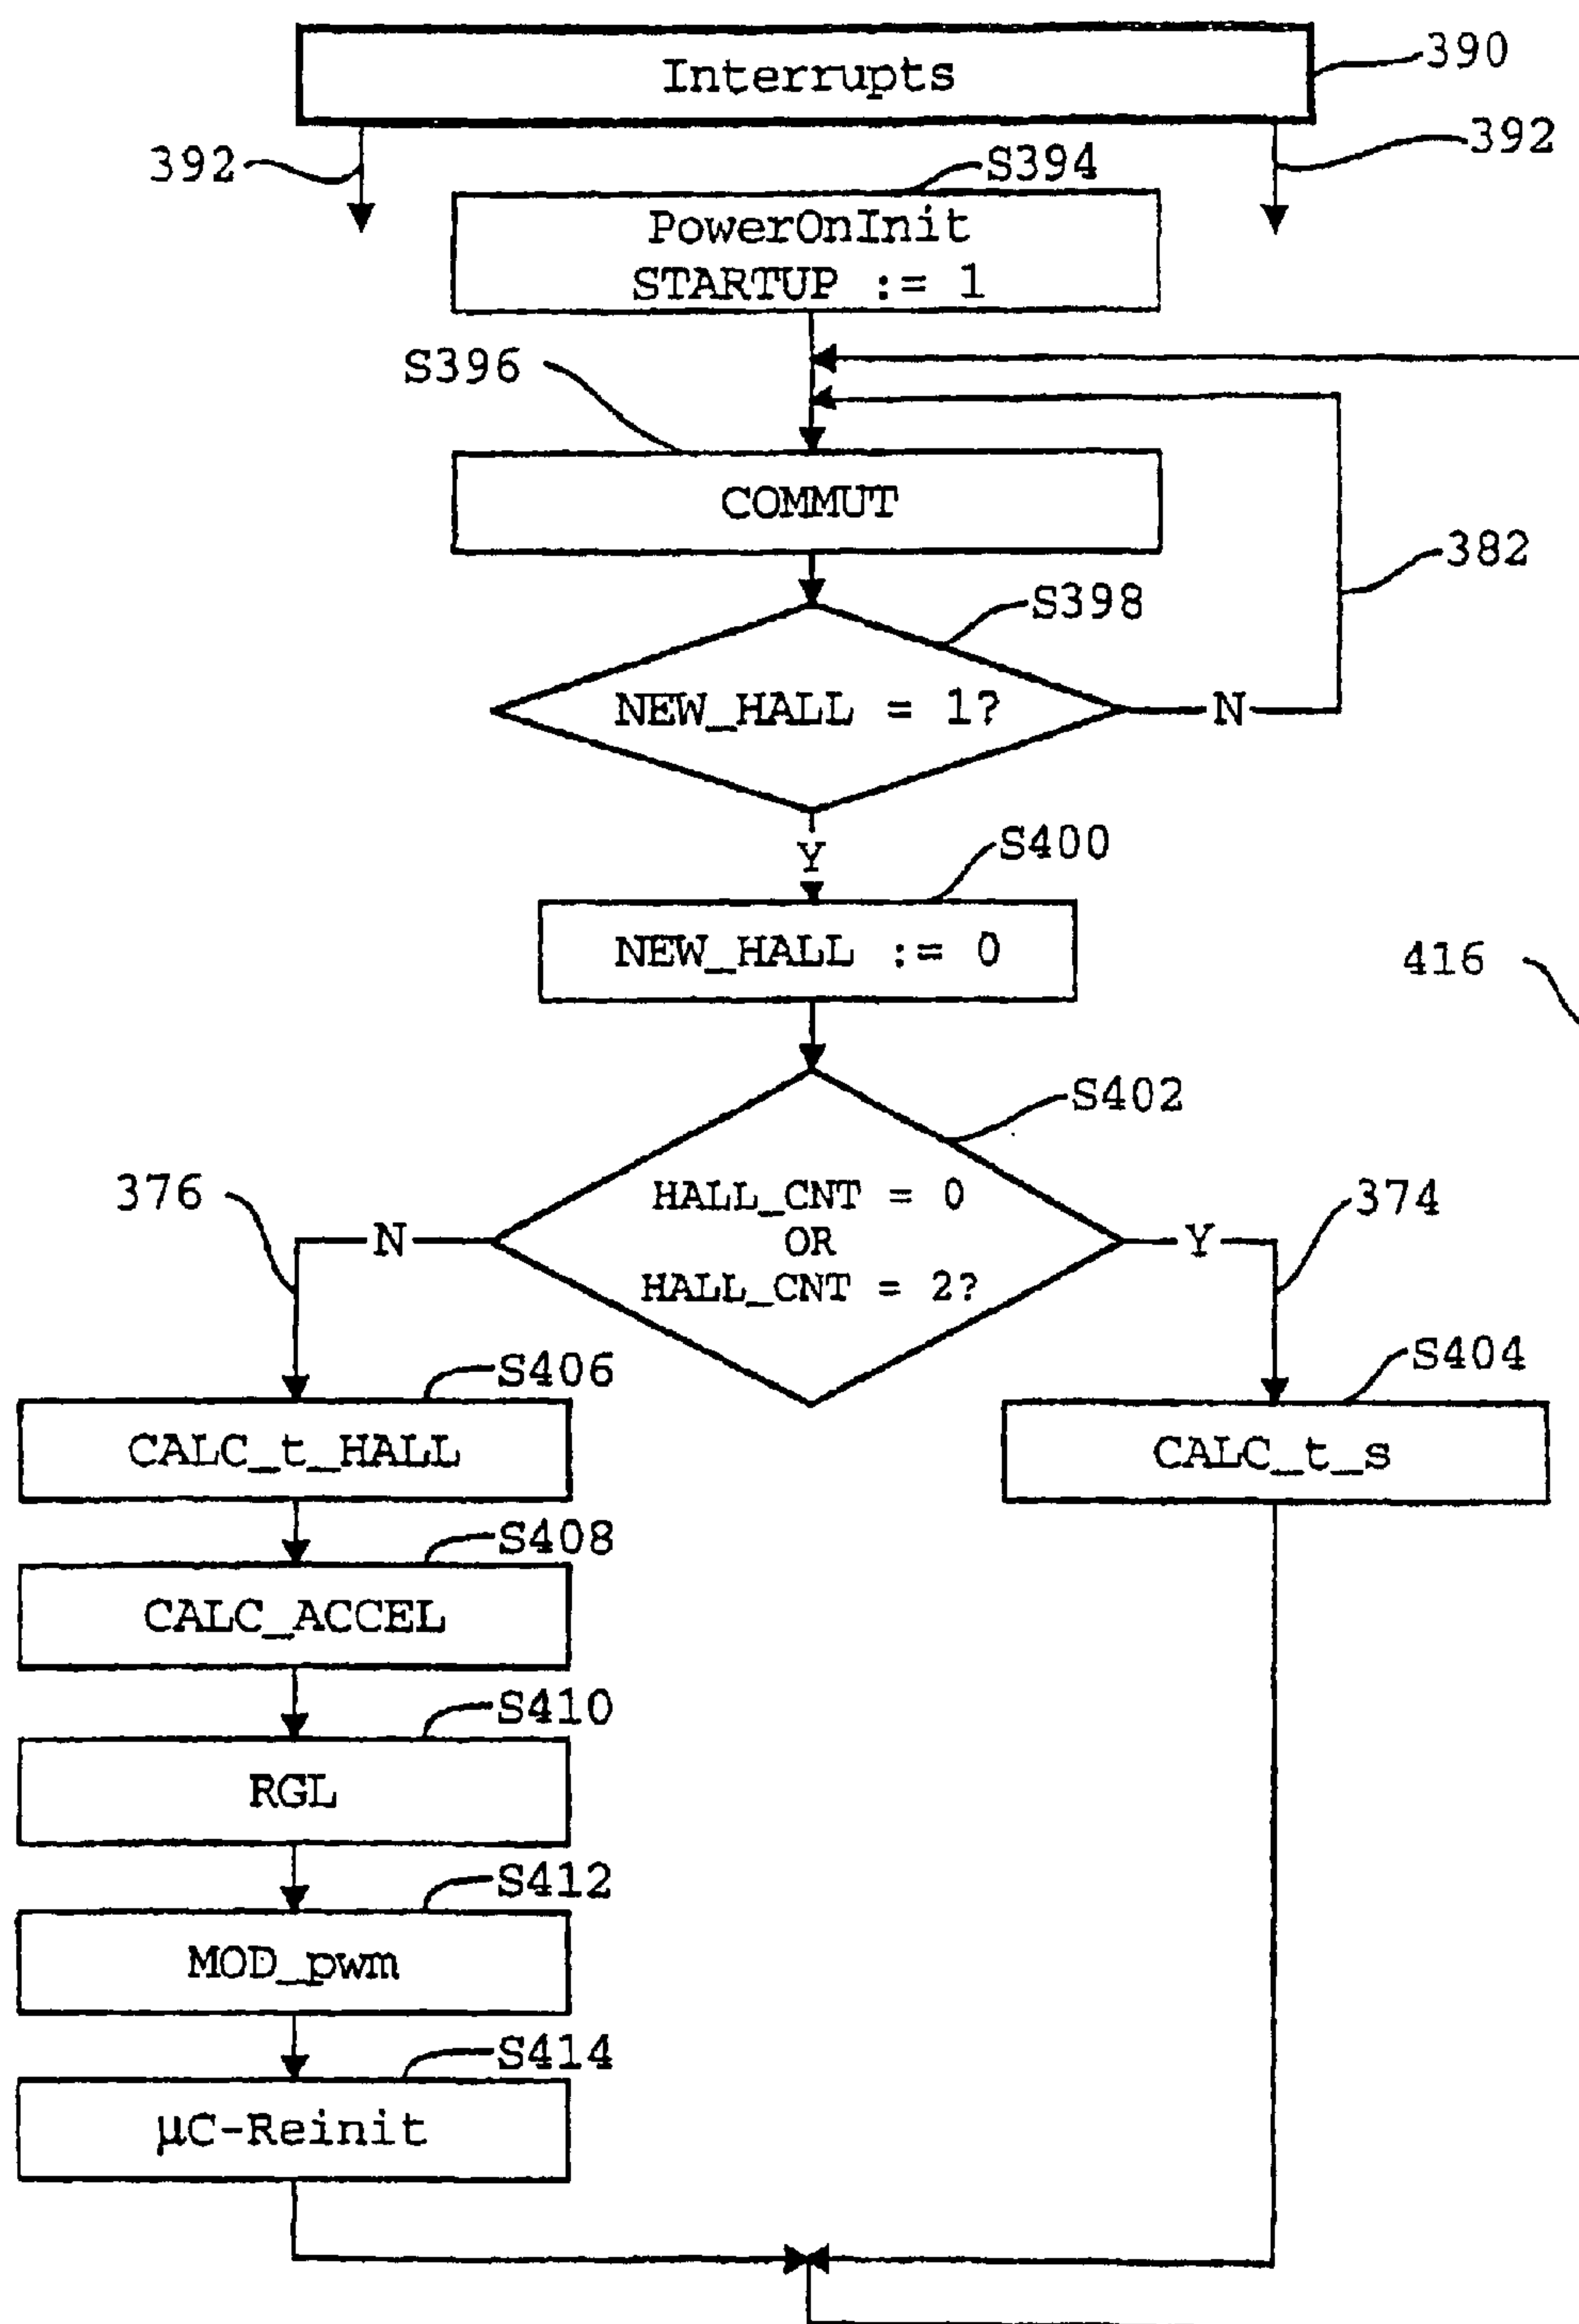 Interrupts
390
392
392
S394
PowerOnInit
STARTUP := 1
S396
COMMUT
382
S398
NEW_HALL = 1?
N
Y
S400
NEW_HALL := 0
416
S402
376
N
HALL_CNT = 0
OR
HALL_CNT = 2?
Y
374
S406
CALC_t_HALL
S404
CALC_t_s
S408
CALC_ACCEL
S410
RGL
S412
MOD_pwm
S414
µC-Reinit